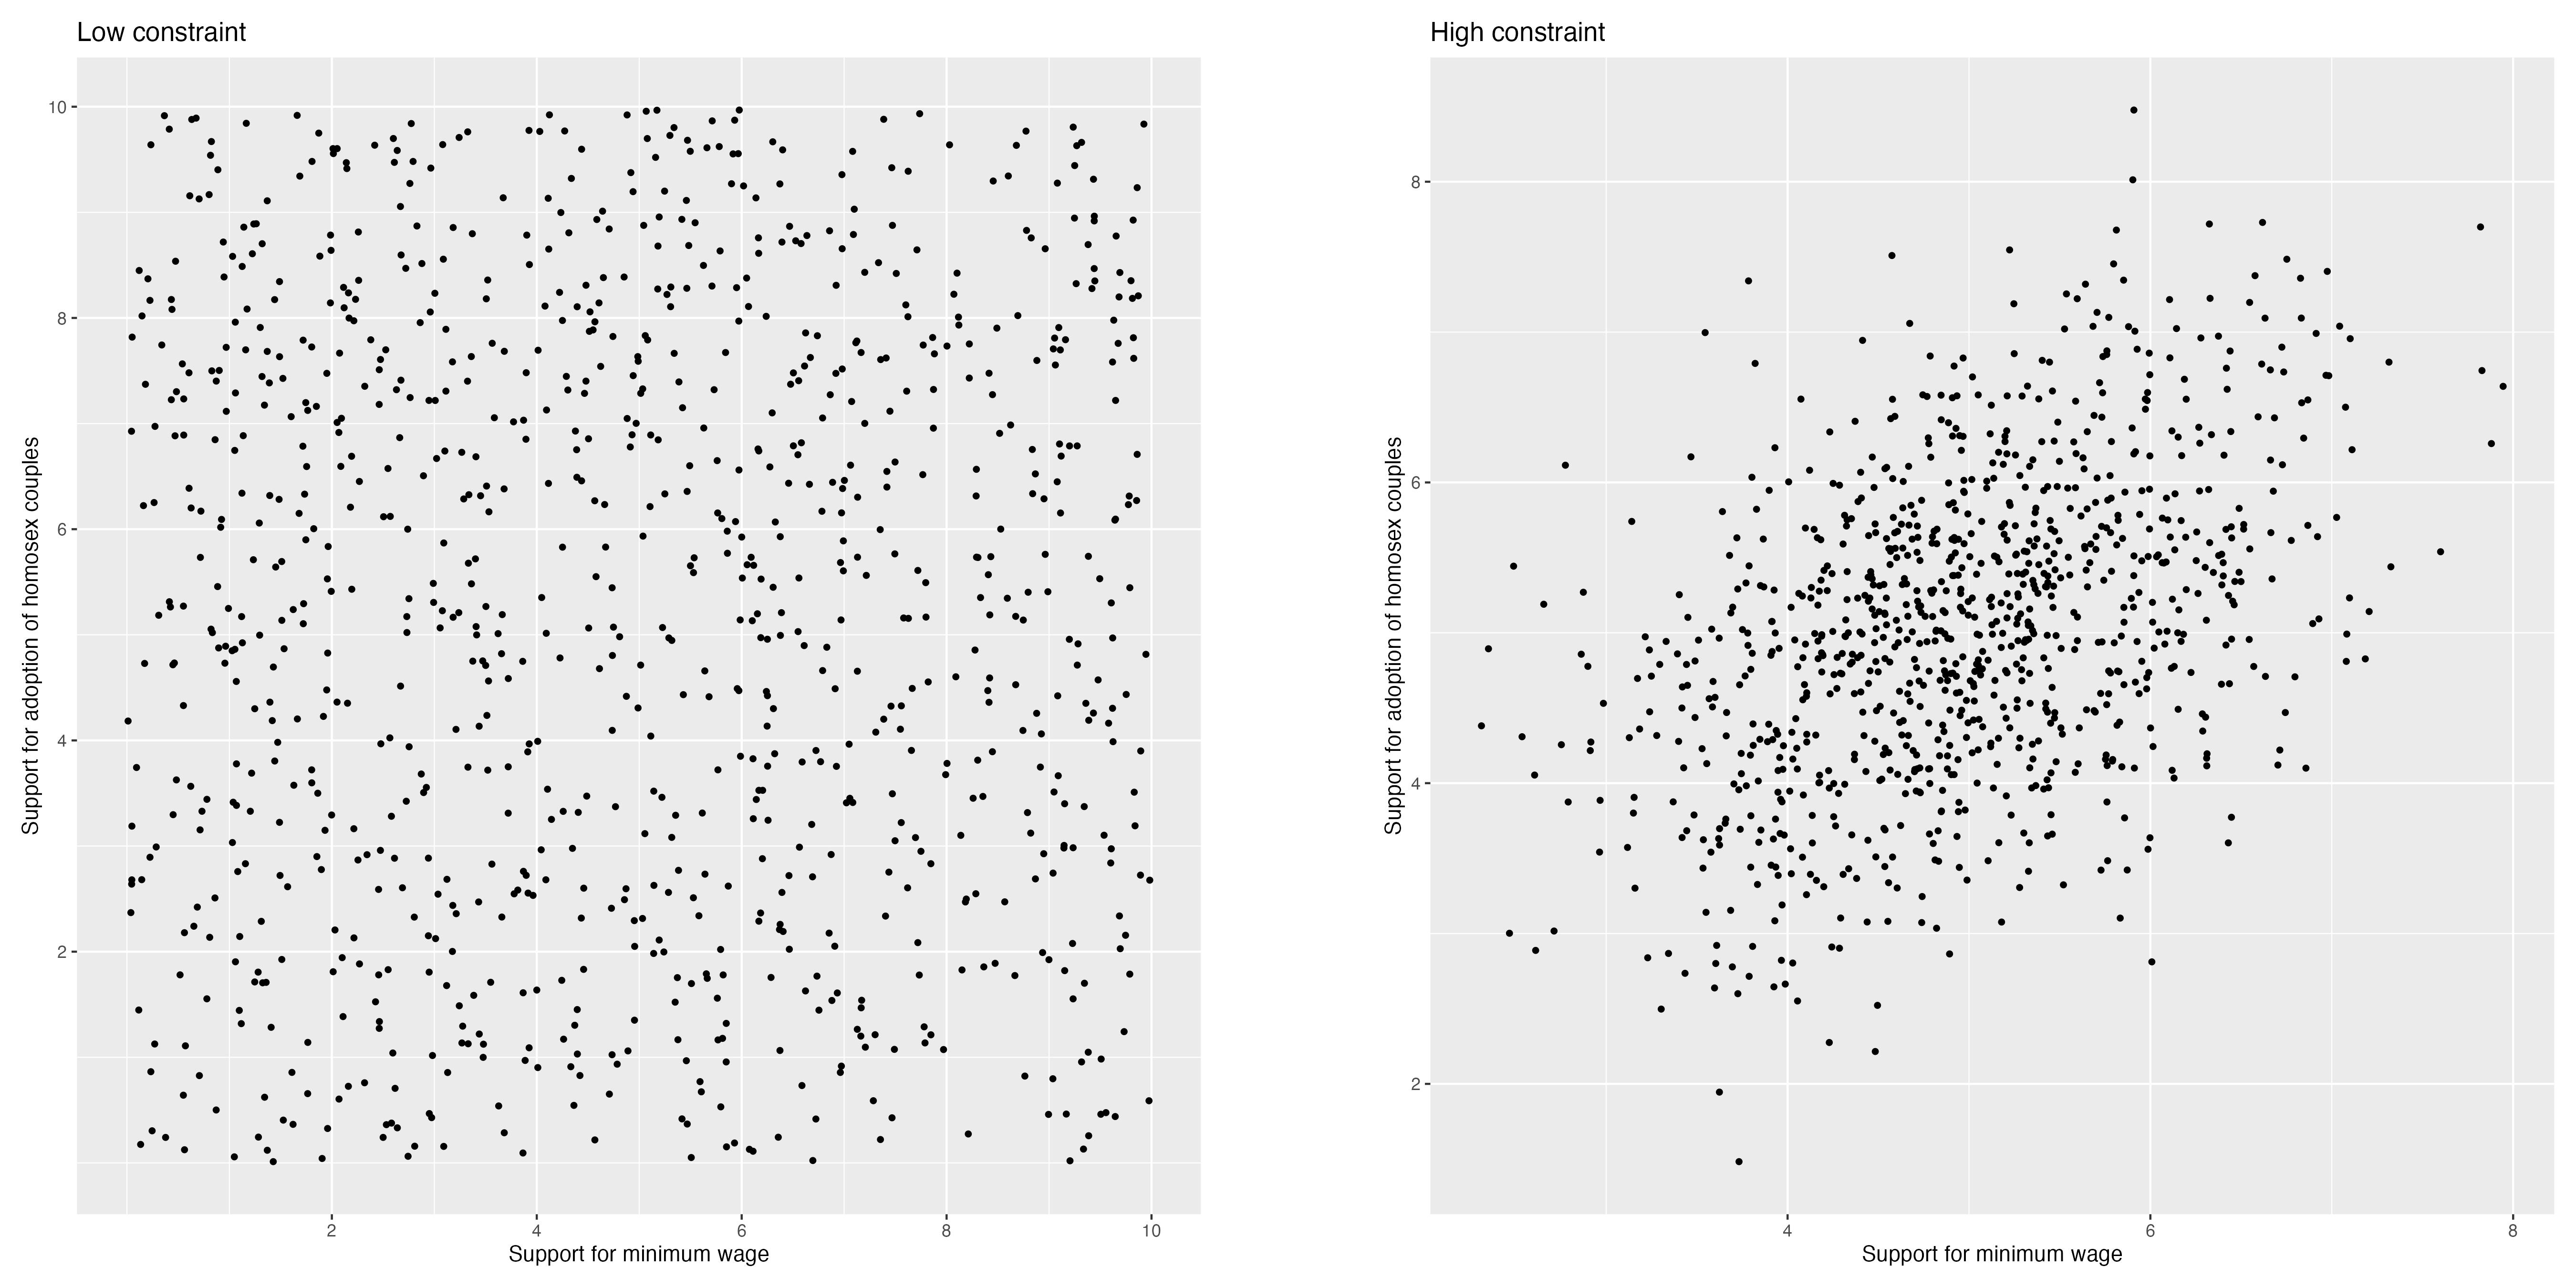 Low constraint
10
8
6
4
2
Support for adoption of homosex couples
2 4 6 8 10
Support for minimum wage
High constraint
8
6
4
2
Support for adoption of homosex couples
4 6 8
Support for minimum wage